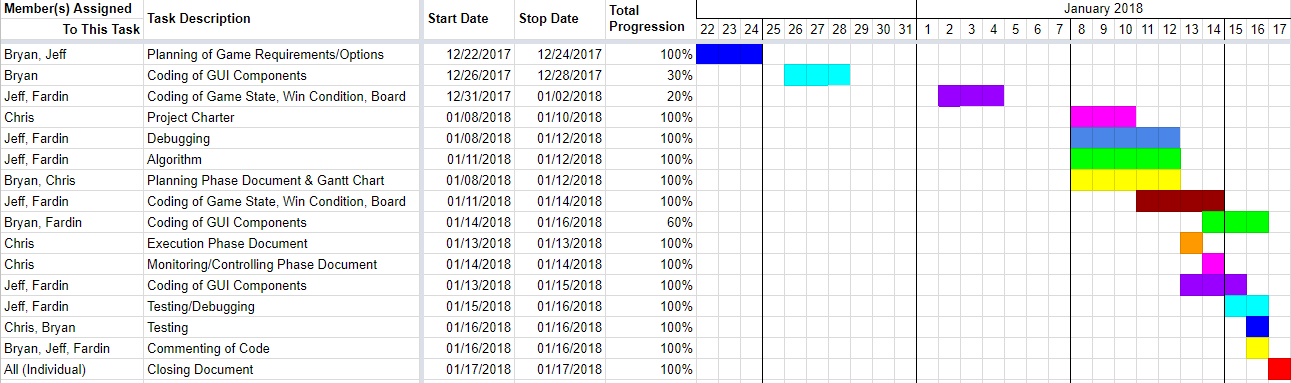 Member(s) Assigned To This Task Task Description Start Date Stop Date Total Progression January 2018
22 23 24 25 26 27 28 29 30 31 1 2 3 4 5 6 7 8 9 10 11 12 13 14 15 16 17
Bryan, Jeff Planning of Game Requirements/Options 12/22/2017 12/24/2017 100%
Bryan Coding of GUI Components 12/26/2017 12/28/2017 30%
Jeff, Fardin Coding of Game State, Win Condition, Board 12/31/2017 01/02/2018 20%
Chris Project Charter 01/08/2018 01/10/2018 100%
Jeff, Fardin Debugging 01/08/2018 01/12/2018 100%
Jeff, Fardin Algorithm 01/11/2018 01/12/2018 100%
Bryan, Chris Planning Phase Document & Gantt Chart 01/08/2018 01/12/2018 100%
Jeff, Fardin Coding of Game State, Win Condition, Board 01/11/2018 01/14/2018 100%
Bryan, Fardin Coding of GUI Components 01/14/2018 01/16/2018 60%
Chris Execution Phase Document 01/13/2018 01/13/2018 100%
Chris Monitoring/Controlling Phase Document 01/14/2018 01/14/2018 100%
Jeff, Fardin Coding of GUI Components 01/13/2018 01/15/2018 100%
Jeff, Fardin Testing/Debugging 01/15/2018 01/16/2018 100%
Chris, Bryan Testing 01/16/2018 01/16/2018 100%
Bryan, Jeff, Fardin Commenting of Code 01/16/2018 01/16/2018 100%
All (Individual) Closing Document 01/17/2018 01/17/2018 100%